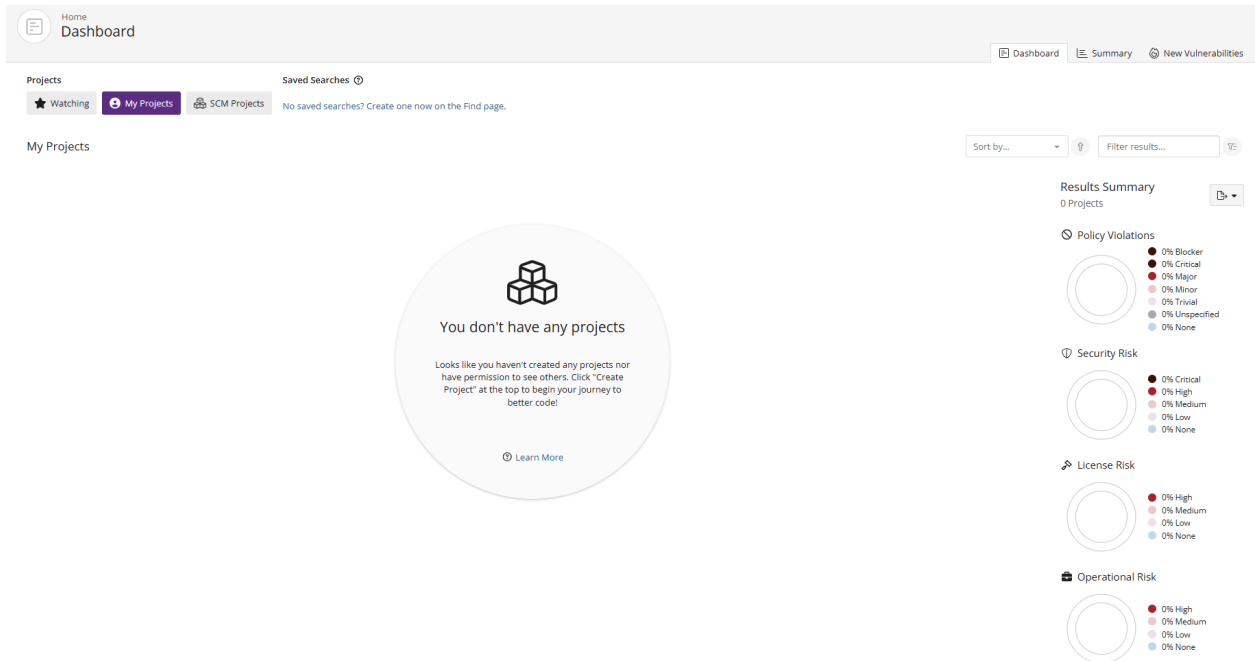 Home
Dashboard
Dashboard
Summary
New Vulnerabilities
Projects
Saved Searches
Watching
My Projects
SCM Projects
No saved searches? Create one now on the Find page.
My Projects
Sort by...
Filter results...
Results Summary
0 Projects
Policy Violations
0% Blocker
0% Critical
0% Major
0% Minor
0% Trivial
0% Unspecified
0% None
You don't have any projects
Looks like you haven't created any projects nor
have permission to see others. Click "Create
Project" at the top to begin your journey to
better code!
Learn More
Security Risk
0% Critical
0% High
0% Medium
0% Low
0% None
License Risk
0% High
0% Medium
0% Low
0% None
Operational Risk
0% High
0% Medium
0% Low
0% None